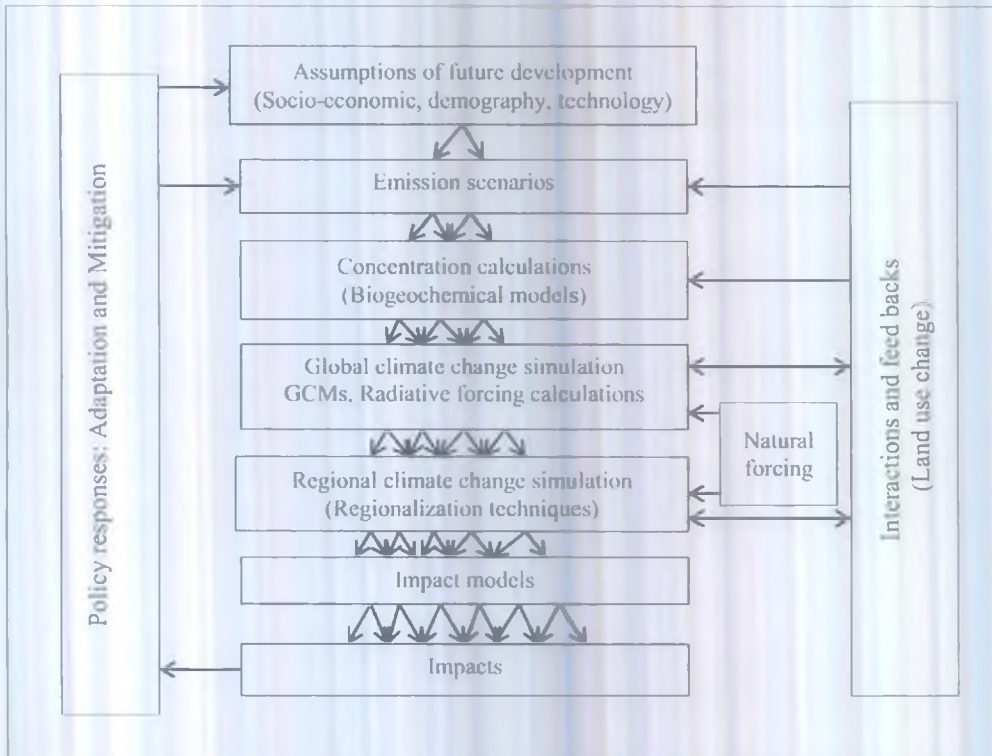 Assumptions of future development
(Socio-economic, demography, technology)
Emission scenarios
Concentration calculations
(Biogeochemical models)
Global climate change simulation
GCMs, Radiative forcing calculations
Natural
forcing
Regional climate change simulation
(Regionalization techniques)
Impact models
Impacts
Policy responses: Adaptation and Mitigation
Interactions and feed backs
(Land use change)